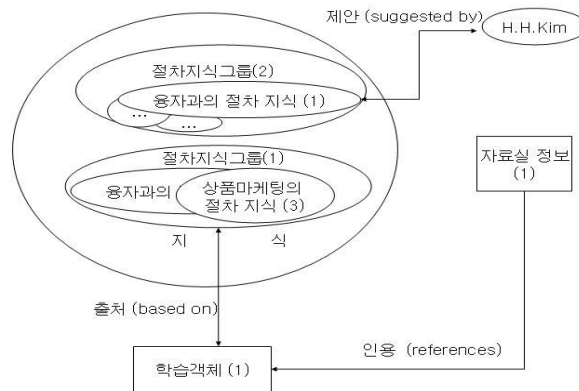 제안 (suggested by)
H.H.Kim
절차지식그룹(2)
융자과의 절차 지식 (1)
...
...
절차지식그룹(1)
융자과의
상품마케팅의
절차 지식 (3)
지 식
자료실 정보
(1)
출처 (based on)
인용 (references)
학습객체 (1)